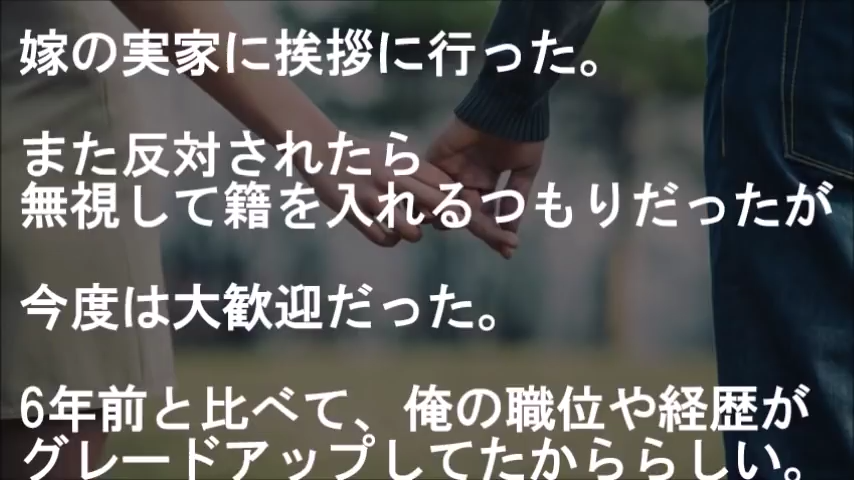 嫁の実家に挨拶に行った。
また反対されたら
無視して籍を入れるつもりだったが
今度は大歓迎だった。
6年前と比べて、俺の職位や経歴が
グレードアップしてたかららしい。